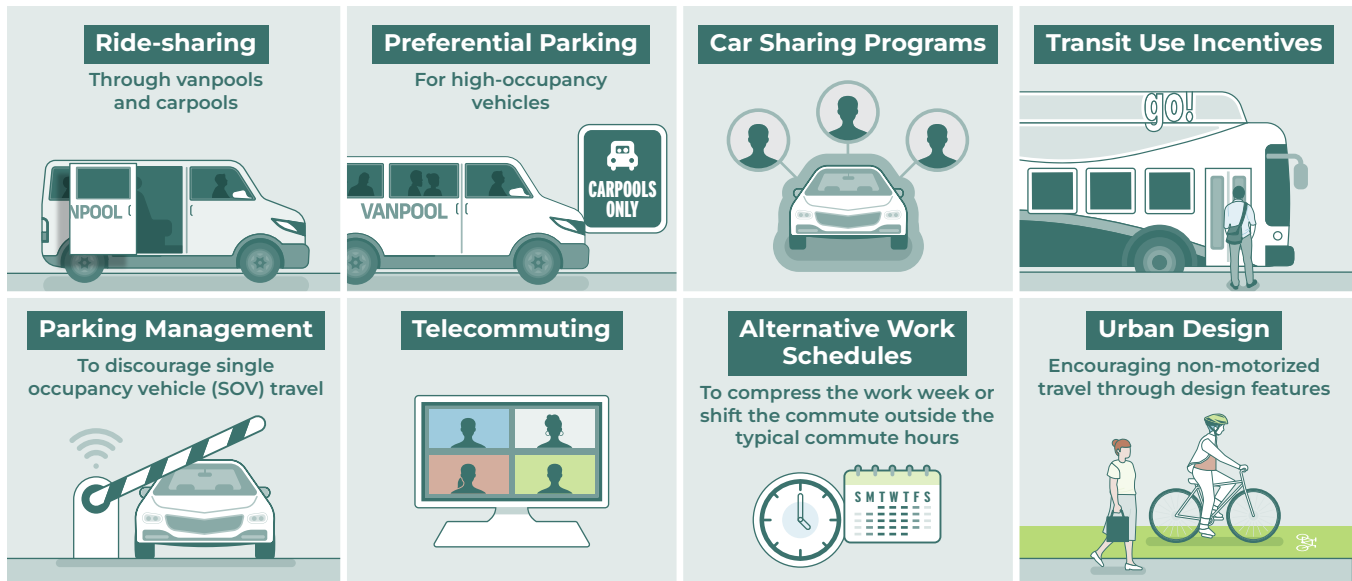 Ride-sharing
Through vanpools
and carpools
NPOOL
Preferential Parking
For high-occupancy
vehicles
VANPOOL
CARPOOLS
ONLY
Car Sharing Programs
Transit Use Incentives
go!
Parking Management
To discourage single
occupancy vehicle (SOV) travel
Telecommuting
Alternative Work
Schedules
To compress the work week or
shift the commute outside the
typical commute hours
S M T W T F S
Urban Design
Encouraging non-motorized
travel through design features